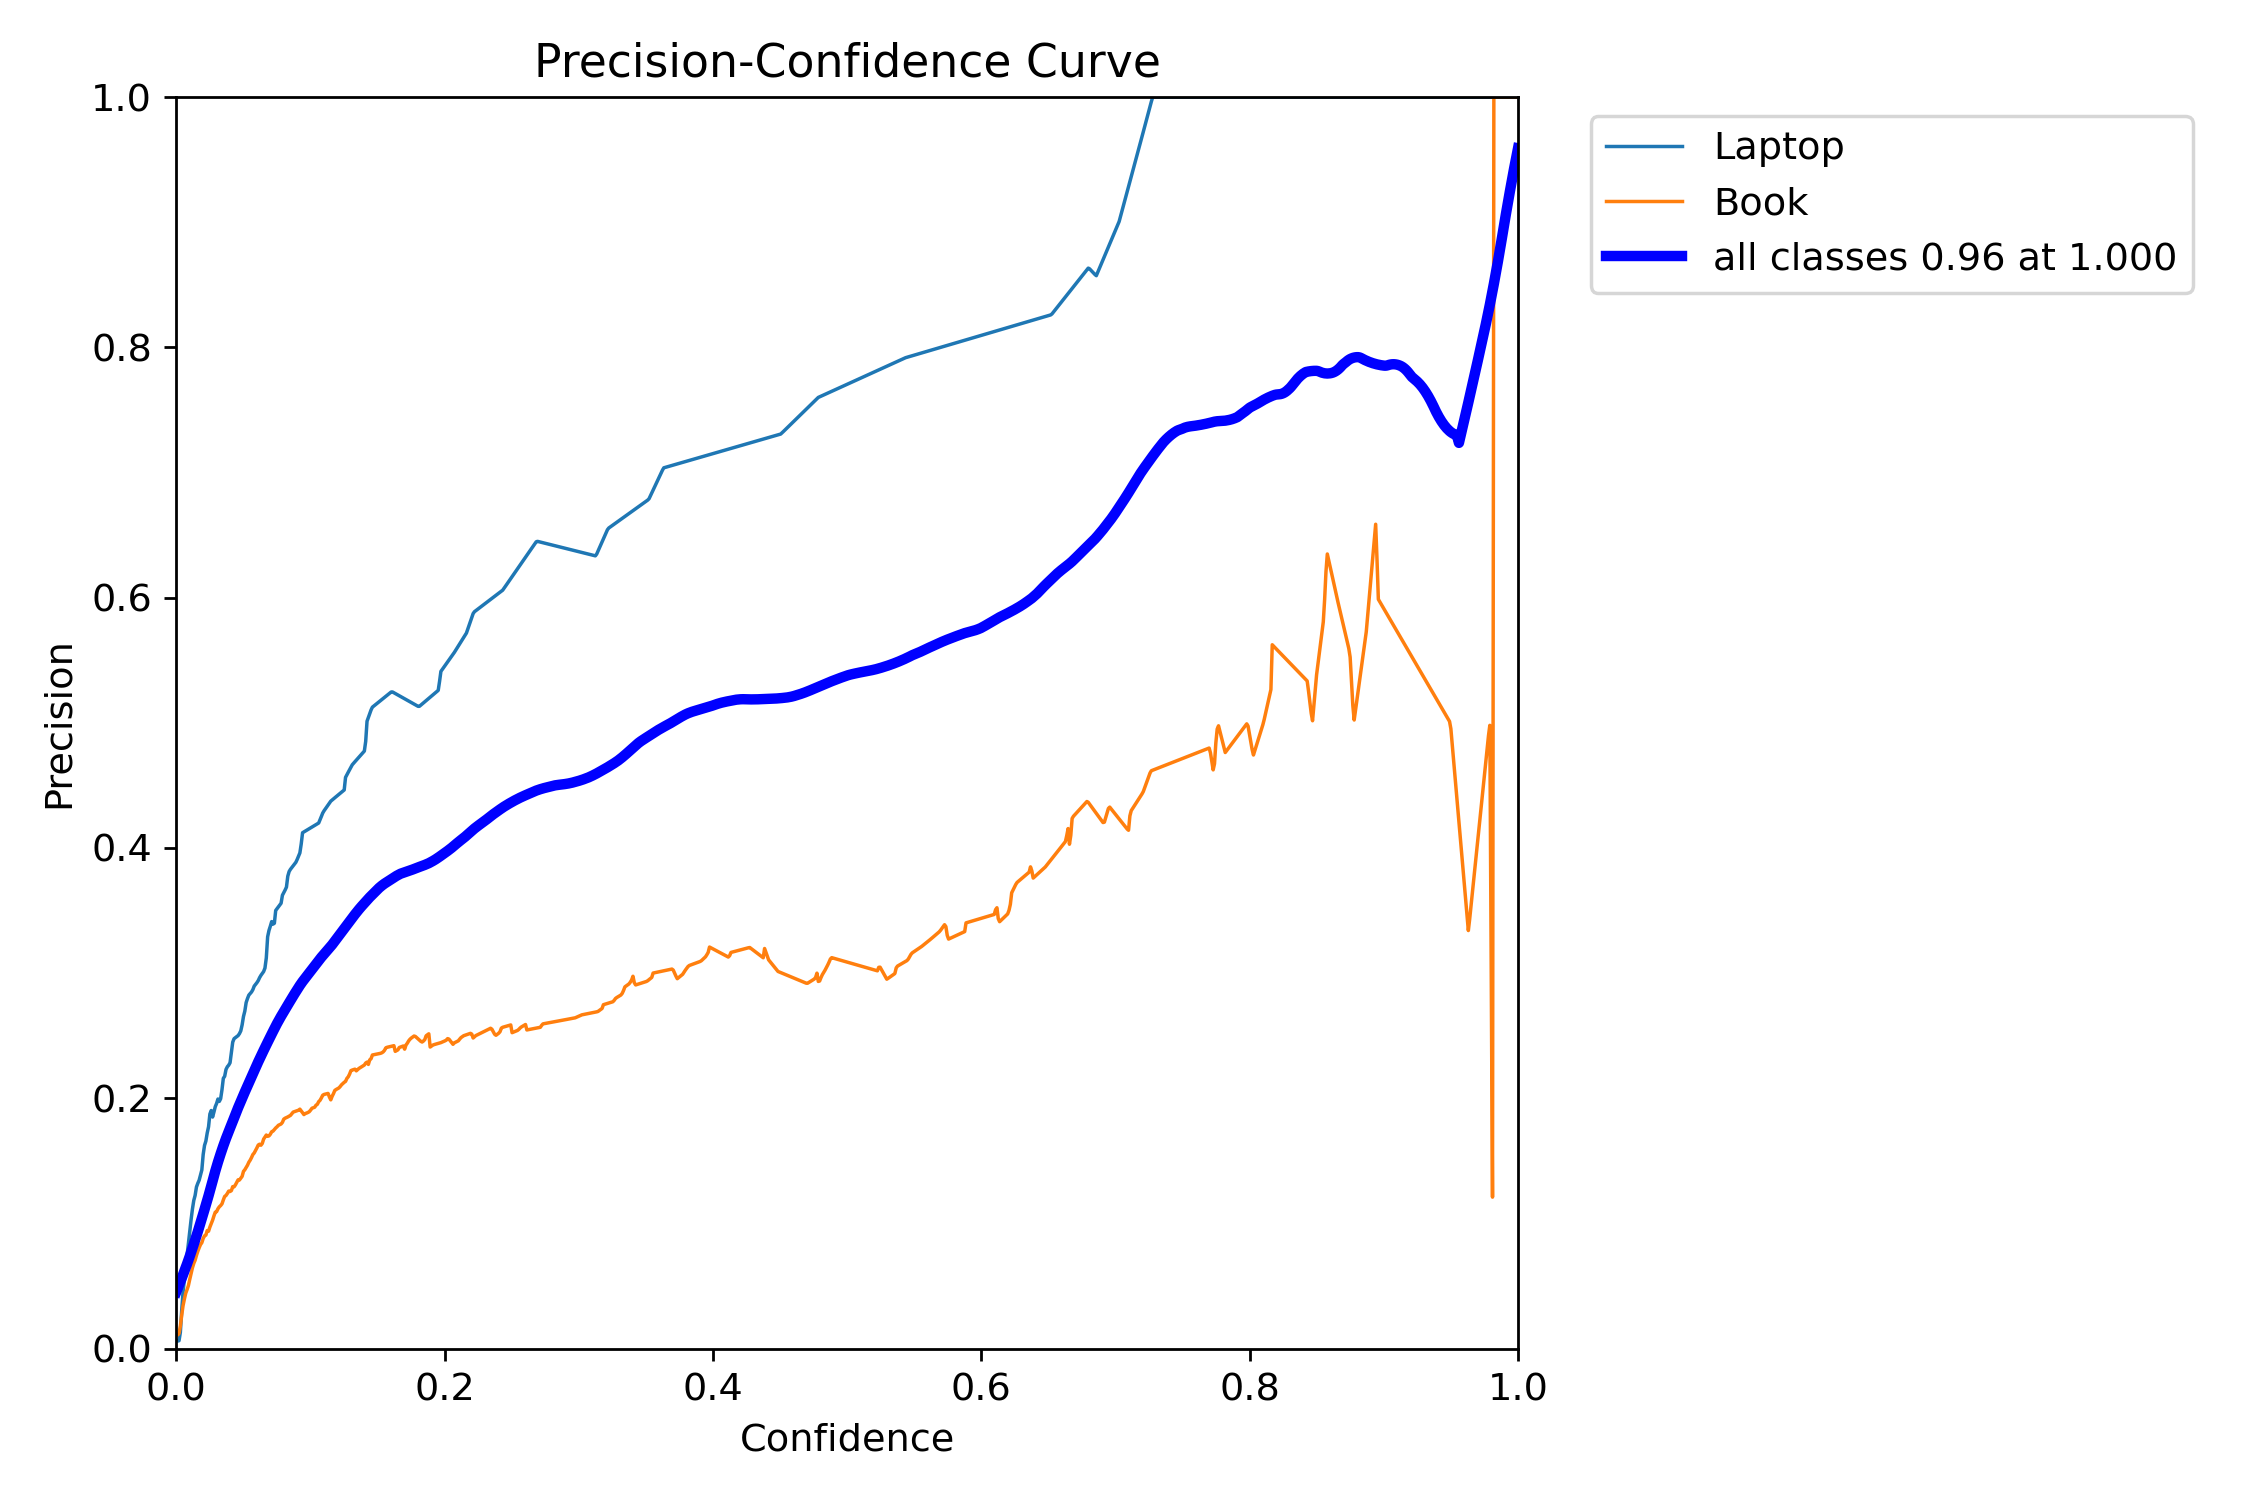 Precision-Confidence Curve
1.0
0.8
0.6
0.4
0.2
0.0
Precision
0.0 0.2 0.4 0.6 0.8 1.0
Confidence
Laptop
Book
all classes 0.96 at 1.000